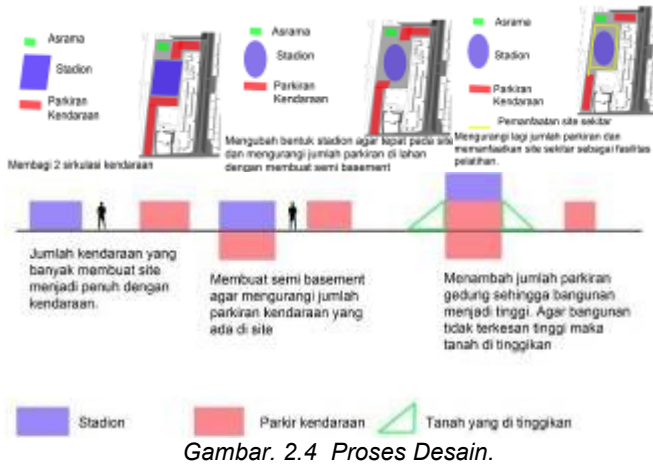 Asrama
Stadion
Parkiran
Kendaraan
Membagi 2 sirkulasi kendaraan
Asrama
Stadion
Parkiran
Kendaraan
Mengubah bentuk stadion agar tepat pada site
dan mengurangi jumlah parkiran di lahan
dengan membuat semi basement
Asrama
Stadion
Parkiran
Kendaraan
Pemanfaatan site sekitar
Mengurangi lagi jumlah parkiran dan
memanfaatkan site sekitar sebagai fasilitas
pelatihan.
Jumlah kendaraan yang
banyak membuat site
menjadi penuh dengan
kendaraan.
Membuat semi basement
agar mengurangi jumlah
parkiran kendaraan yang
ada di site
Menambah jumlah parkiran
gedung sehingga bangunan
menjadi tinggi. Agar bangunan
tidak terkesan tinggi maka
tanah di tinggikan
Stadion
Parkir kendaraan
Tanah yang di tinggikan
Gambar. 2.4 Proses Desain.